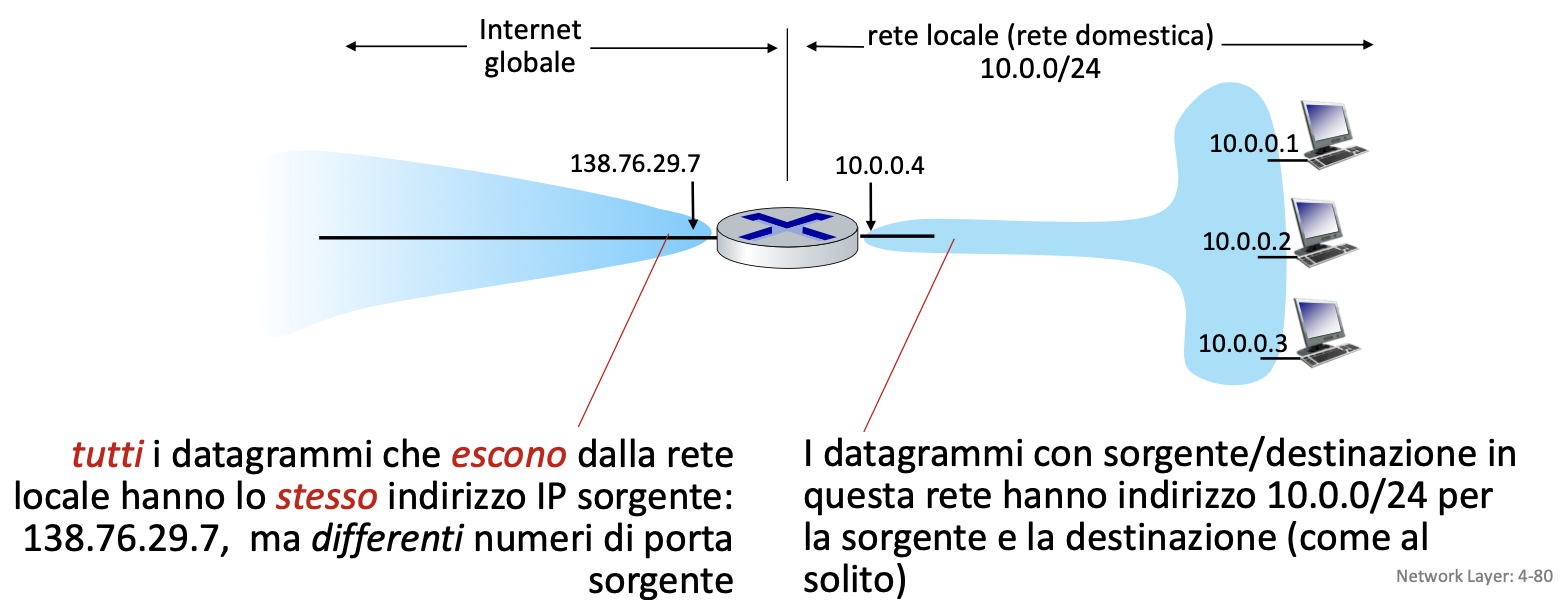 Internet
globale
rete locale (rete domestica)
10.0.0/24
138.76.29.7
10.0.0.4
10.0.0.1
10.0.0.2
10.0.0.3
tutti i datagrammi che escono dalla rete
locale hanno lo stesso indirizzo IP sorgente:
138.76.29.7, ma differenti numeri di porta
sorgente
I datagrammi con sorgente/destinazione in
questa rete hanno indirizzo 10.0.0/24 per
la sorgente e la destinazione (come al
solito)
Network Layer: 4-80